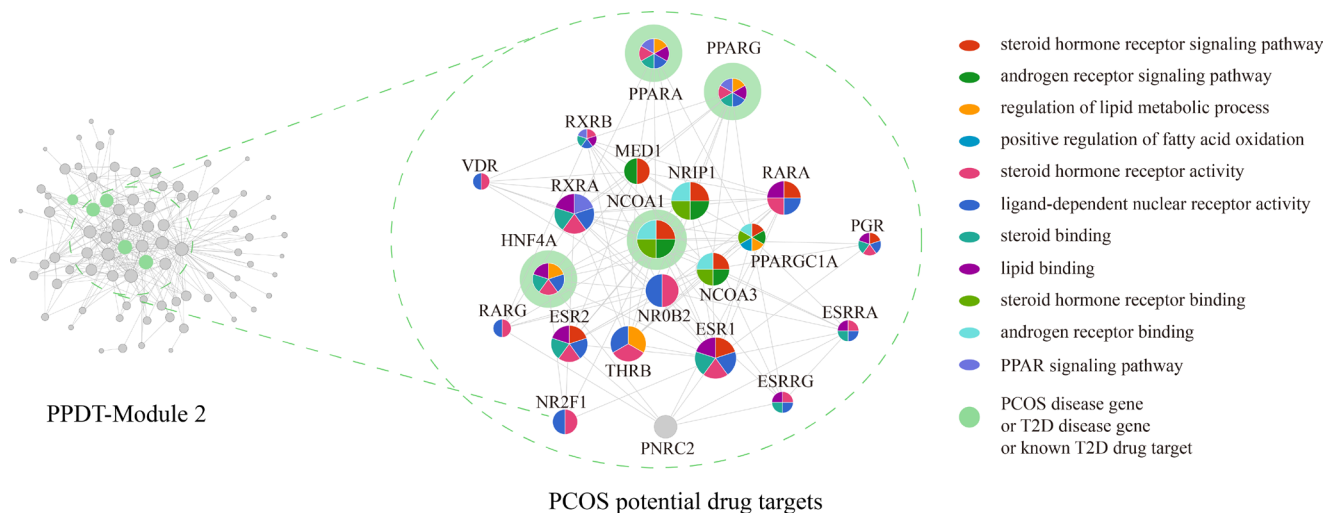 PPARG
PPARA
RXRB
MED1
VDR
NRIP1
RARA
RXRA
NCOA1
PGR
HNF4A
PPARGC1A
NCOA3
RARG
NR0B2
ESRRA
ESR2
ESR1
THRB
ESRRG
NR2F1
PNRC2
PPDT-Module 2
PCOS potential drug targets
steroid hormone receptor signaling pathway
androgen receptor signaling pathway
regulation of lipid metabolic process
positive regulation of fatty acid oxidation
steroid hormone receptor activity
ligand-dependent nuclear receptor activity
steroid binding
lipid binding
steroid hormone receptor binding
androgen receptor binding
PPAR signaling pathway
PCOS disease gene
or T2D disease gene
or known T2D drug target